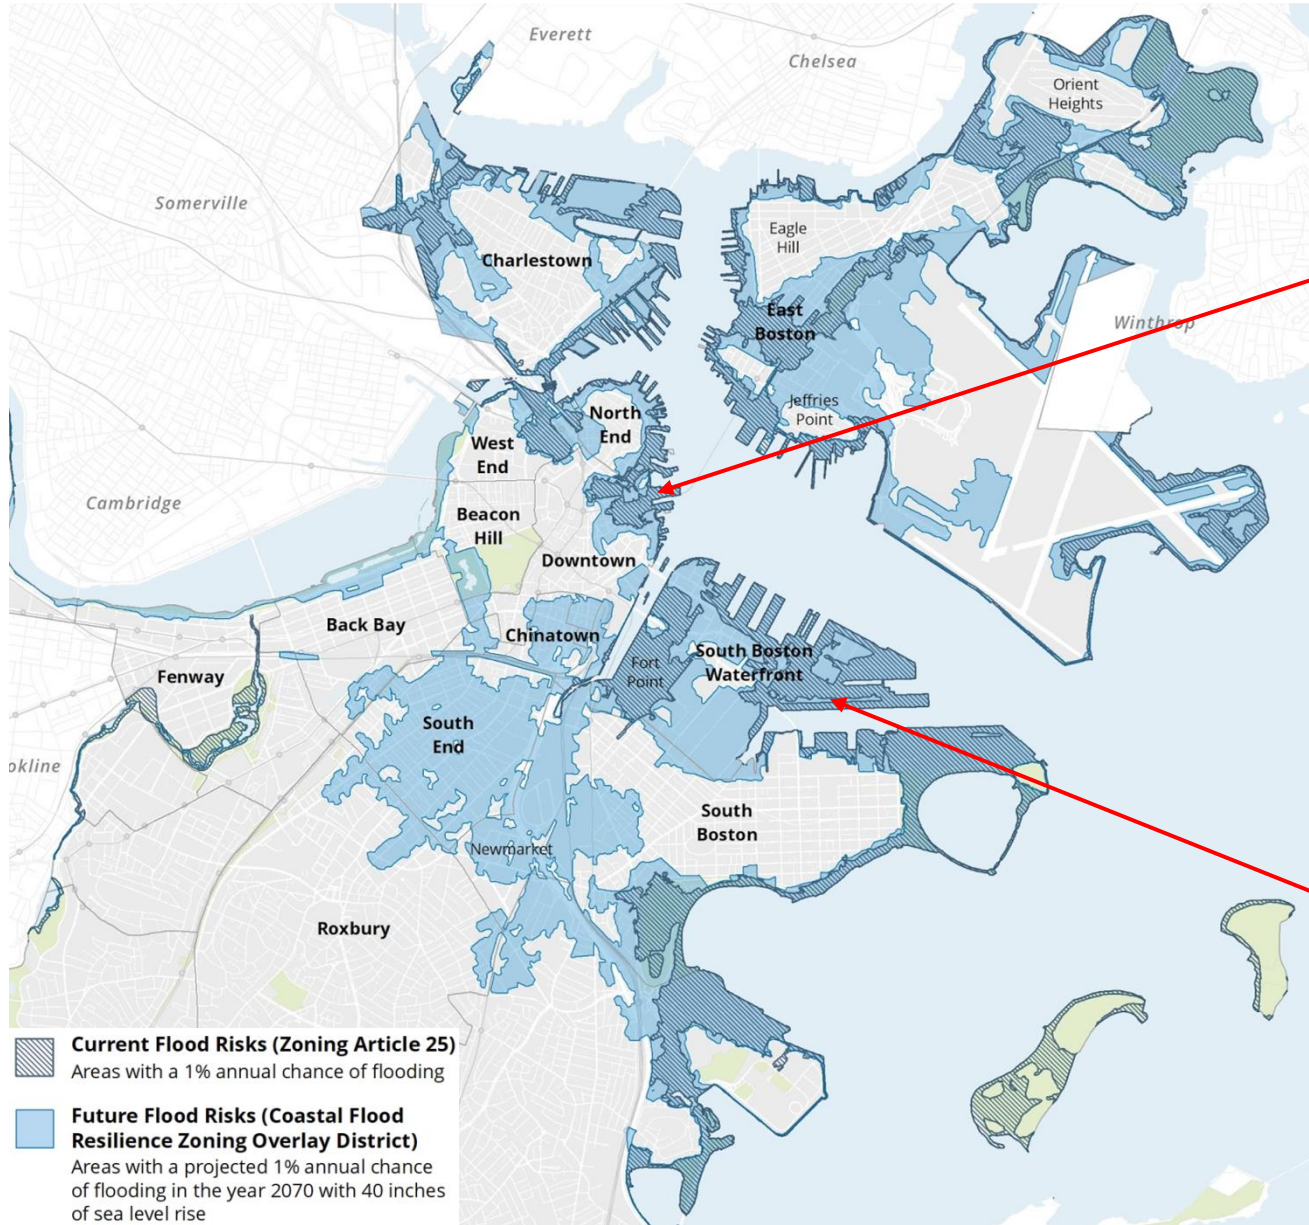 Everett
Chelsea
Orient
Heights
Somerville
Eagle
Hill
Charlestown
East
Boston
Winthrop
Jeffries
Point
North
End
West
End
Cambridge
Beacon
Hill
Downtown
Back Bay
Chinatown
South Boston
Waterfront
Fort
Point
Fenway
South
End
okline
South
Boston
Newmarket
Roxbury
Current Flood Risks (Zoning Article 25)
Areas with a 1% annual chance of flooding
Future Flood Risks (Coastal Flood
Resilience Zoning Overlay District)
Areas with a projected 1% annual chance
of flooding in the year 2070 with 40 inches
of sea level rise